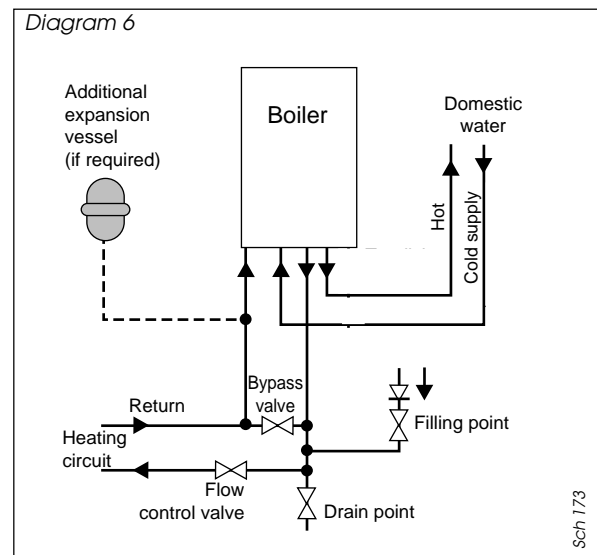 Diagram 6
Additional
expansion
vessel
(if required)
Boiler
Domestic
water
Hot
Cold supply
Bypass
valve
Return
Filling point
Heating
circuit
Flow
control valve
Drain point
Sch 173